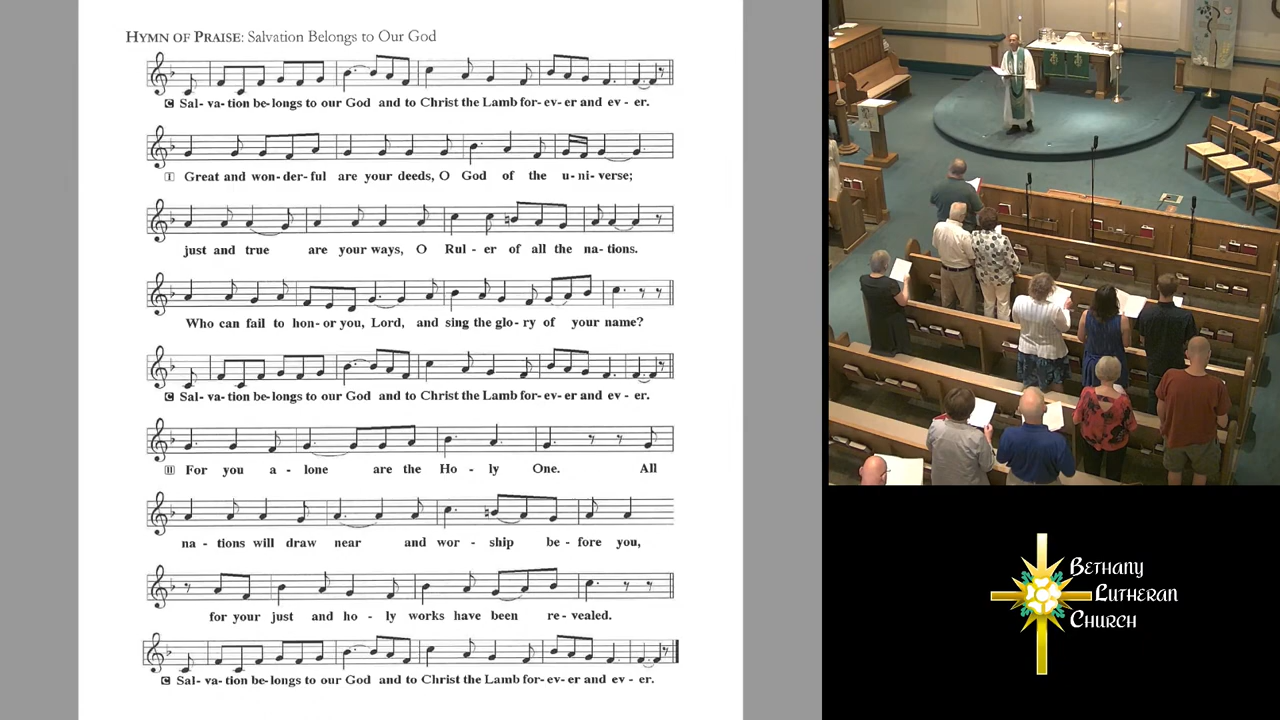 HYMN OF PRAISE: Salvation Belongs to Our God
C Sal- va- tion be- longs to our God and to Christ the Lamb for- ev- er and ev - er.
I Great and won- der- ful are your deeds, O God of the u- ni- verse;
just and true are your ways, O Rul - er of all the na- tions.
Who can fail to hon- or you, Lord, and sing the glo- ry of your name?
C Sal- va- tion be- longs to our God and to Christ the Lamb for- ev- er and ev - er.
II For you a - lone are the Ho - ly One. All
na - tions will draw near and wor - ship be - fore you,
for your just and ho - ly works have been re - vealed.
C Sal- va- tion be- longs to our God and to Christ the Lamb for- ev- er and ev - er.
Bethany
Lutheran
Church